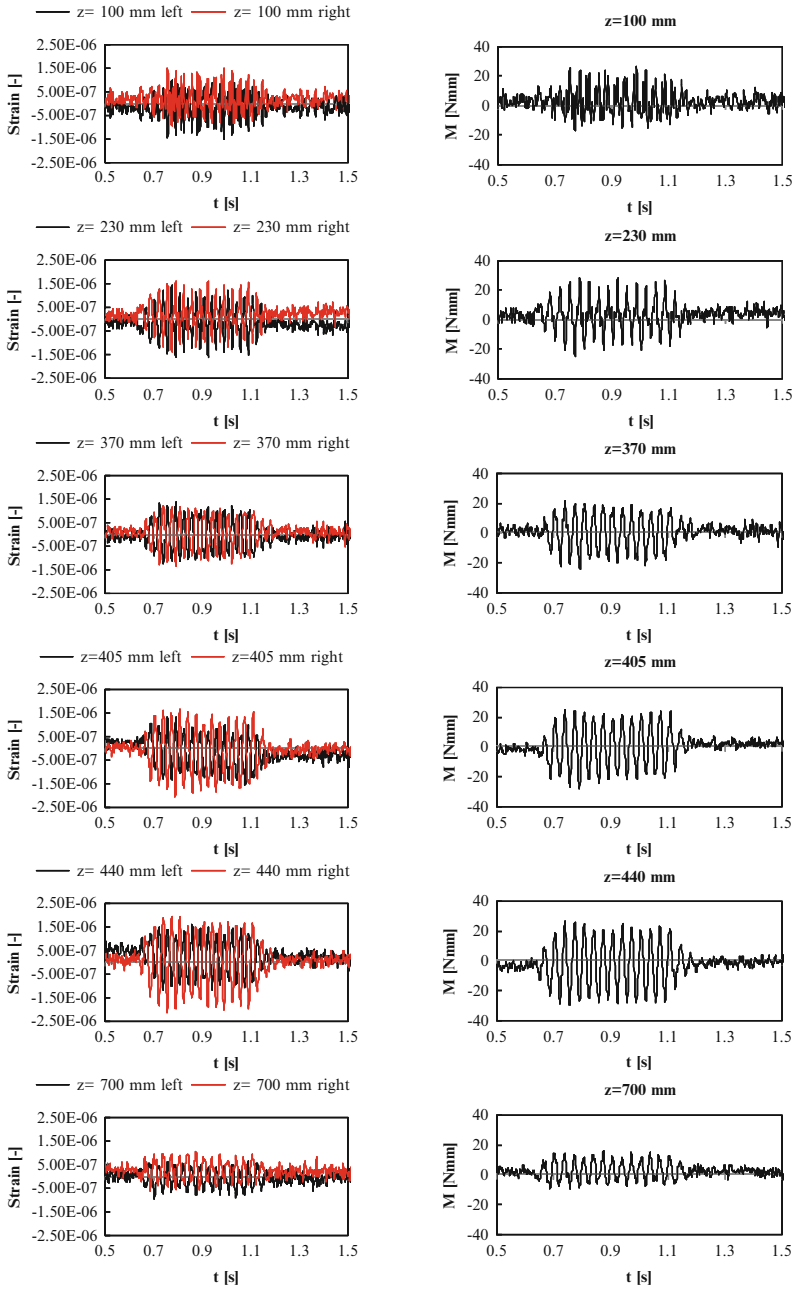 z= 100 mm left z= 100 mm right
2.50E-06
1.50E-06
5.00E-07
-5.00E-07
-1.50E-06
-2.50E-06
Strain [-]
0.5 0.7 0.9 1.1 1.3 1.5
t [s]
z=100 mm
40
20
0
-20
-40
M [Nmm]
0.5 0.7 0.9 1.1 1.3 1.5
t [s]
z= 230 mm left z= 230 mm right
2.50E-06
1.50E-06
5.00E-07
-5.00E-07
-1.50E-06
-2.50E-06
Strain [-]
0.5 0.7 0.9 1.1 1.3 1.5
t [s]
z=230 mm
40
20
0
-20
-40
M [Nmm]
0.5 0.7 0.9 1.1 1.3 1.5
t [s]
z= 370 mm left z= 370 mm right
2.50E-06
1.50E-06
5.00E-07
-5.00E-07
-1.50E-06
-2.50E-06
Strain [-]
0.5 0.7 0.9 1.1 1.3 1.5
t [s]
z=370 mm
40
20
0
-20
-40
M [Nmm]
0.5 0.7 0.9 1.1 1.3 1.5
t [s]
z=405 mm left z=405 mm right
2.50E-06
1.50E-06
5.00E-07
-5.00E-07
-1.50E-06
-2.50E-06
Strain [-]
0.5 0.7 0.9 1.1 1.3 1.5
t [s]
z=405 mm
40
20
0
-20
-40
M [Nmm]
0.5 0.7 0.9 1.1 1.3 1.5
t [s]
z= 440 mm left z= 440 mm right
2.50E-06
1.50E-06
5.00E-07
-5.00E-07
-1.50E-06
-2.50E-06
Strain [-]
0.5 0.7 0.9 1.1 1.3 1.5
t [s]
z=440 mm
40
20
0
-20
-40
M [Nmm]
0.5 0.7 0.9 1.1 1.3 1.5
t [s]
z= 700 mm left z= 700 mm right
2.50E-06
1.50E-06
5.00E-07
-5.00E-07
-1.50E-06
-2.50E-06
Strain [-]
0.5 0.7 0.9 1.1 1.3 1.5
t [s]
z=700 mm
40
20
0
-20
-40
M [Nmm]
0.5 0.7 0.9 1.1 1.3 1.5
t [s]